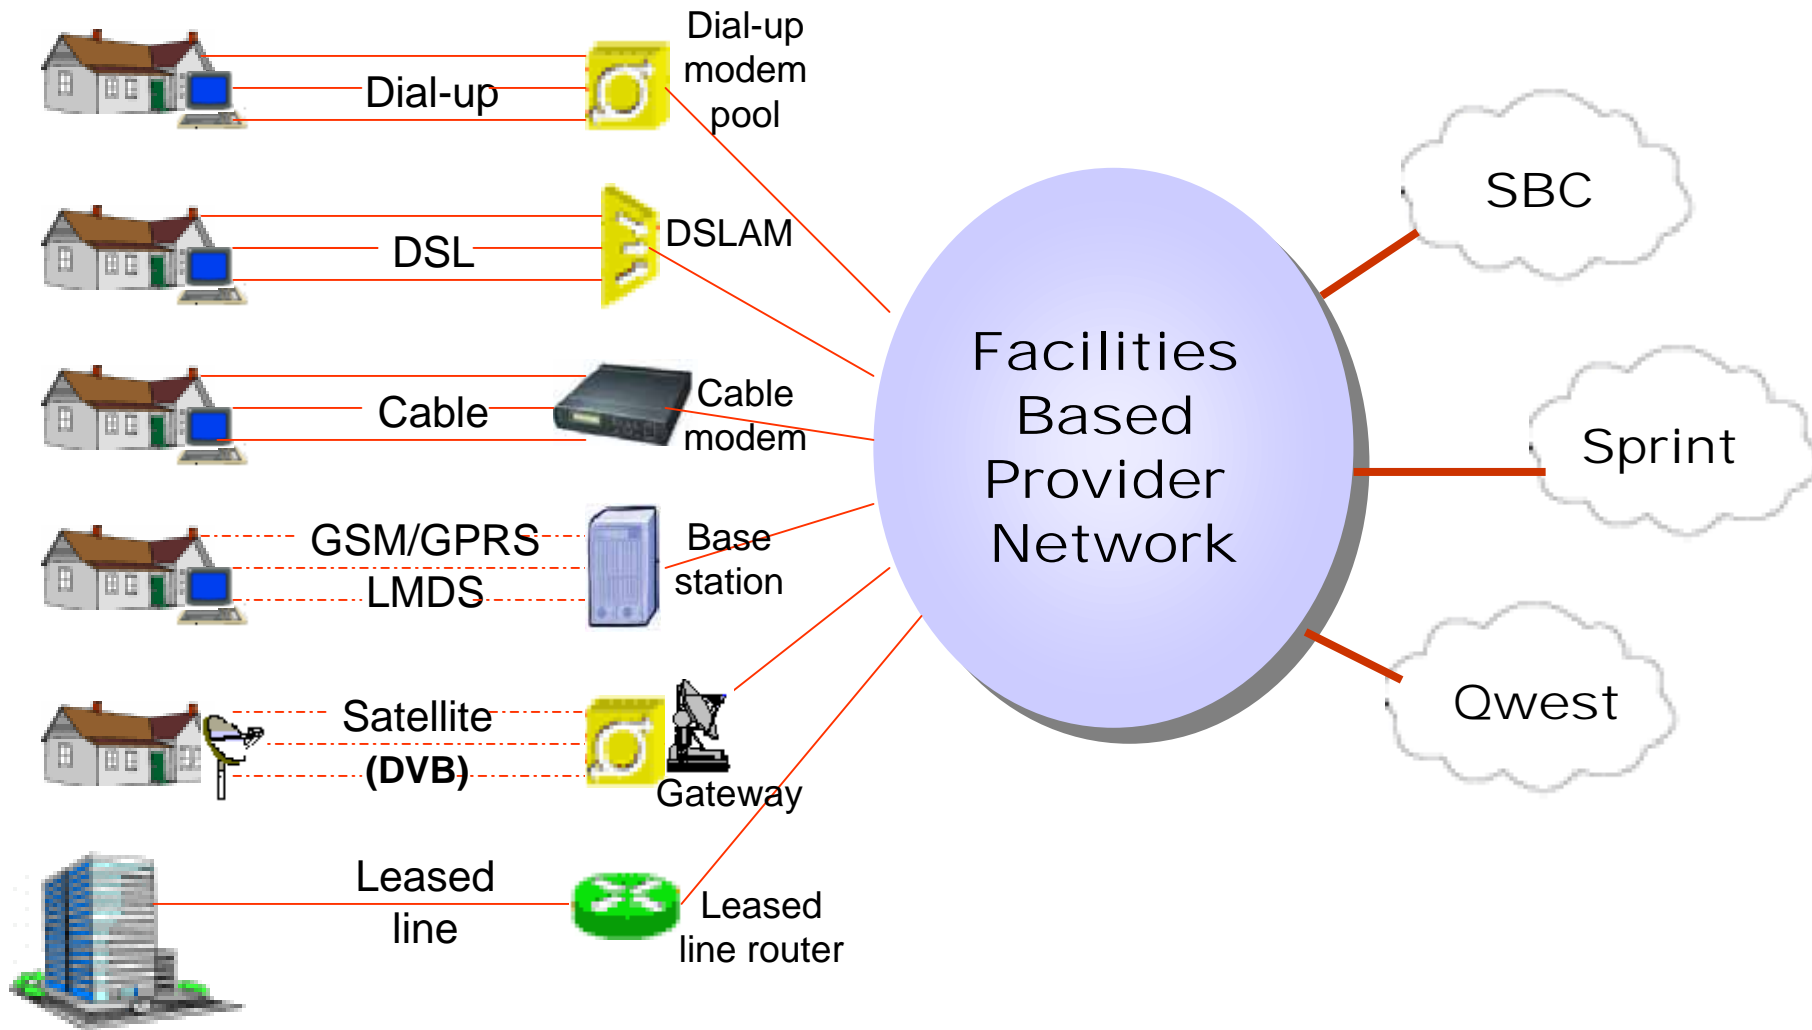 Dial-up
Dial-up
modem
pool
DSL
DSLAM
Cable
Cable
modem
GSM/GPRS
LMDS
Base
station
Satellite
(DVB)
Gateway
Leased
line
Leased
line router
Facilities
Based
Provider
Network
SBC
Sprint
Qwest